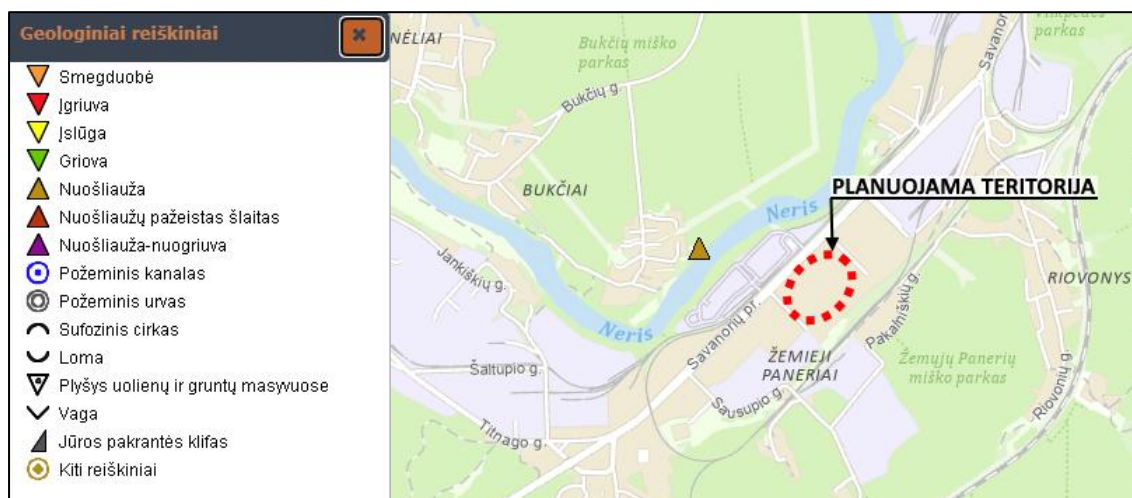 Geologiniai reiškiniai
Smegduobė
Įgriuva
Įslūga
Griova
Nuošliauža
Nuošliaužų pažeistas šlaitas
Nuošliauža-nuogriuva
Požeminis kanalas
Požeminis urvas
Sufozinis cirkas
Loma
Plyšys uolienų ir gruntų masyvuose
Vaga
Jūros pakrantės klifas
Kiti reiškiniai
NĖLIAI
Bukčių miško
parkas
parkas
Savanorių
Bukčių g.
BUKČIAI
PLANUOJAMA TERITORIJA
Neris
Jankiškių g.
RIOVONYS
Neris
Savanorių pr.
Pakalniškių g.
ŽEMIEJI
PANERIAI
Žemųjų Panerių
miško parkas
Šaltupio g.
Sausupio g.
Riovonių g.
Titnago g.